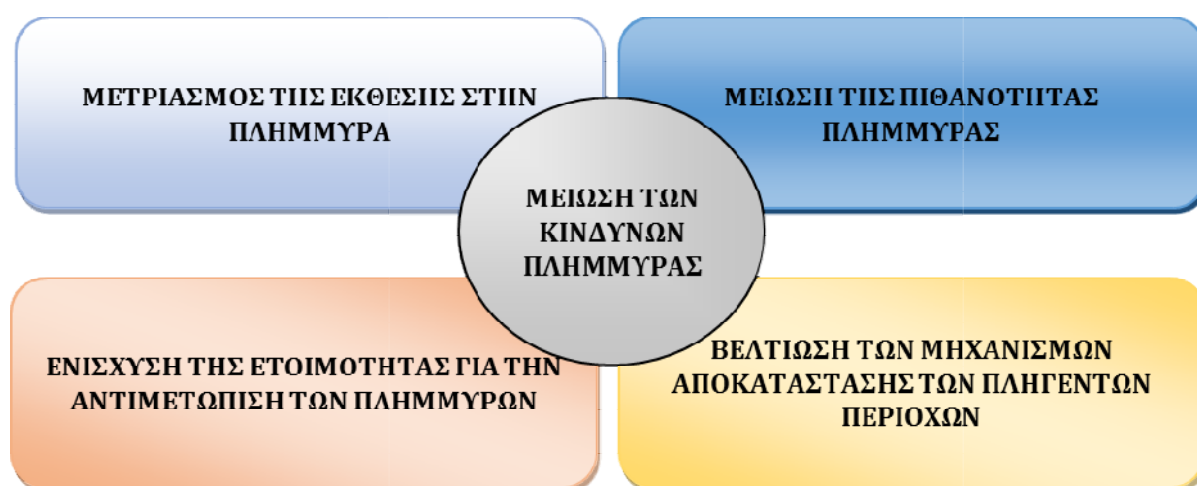 ΜΕΤΡΙΑΣΜΟΣ ΤΗΣ ΕΚΘΕΣΗΣ ΣΤΗΝ
ΠΛΗΜΜΥΡΑ
ΜΕΙΩΣΗ ΤΗΣ ΠΙΘΑΝΟΤΗΤΑΣ
ΠΛΗΜΜΥΡΑΣ
ΜΕΙΩΣΗ ΤΩΝ
ΚΙΝΔΥΝΩΝ
ΠΛΗΜΜΥΡΑΣ
ΕΝΙΣΧΥΣΗ ΤΗΣ ΕΤΟΙΜΟΤΗΤΑΣ ΓΙΑ ΤΗΝ
ΑΝΤΙΜΕΤΩΠΙΣΗ ΤΩΝ ΠΛΗΜΜΥΡΩΝ
ΒΕΛΤΙΩΣΗ ΤΩΝ ΜΗΧΑΝΙΣΜΩΝ
ΑΠΟΚΑΤΑΣΤΑΣΗΣ ΤΩΝ ΠΛΗΓΕΝΤΩΝ
ΠΕΡΙΟΧΩΝ